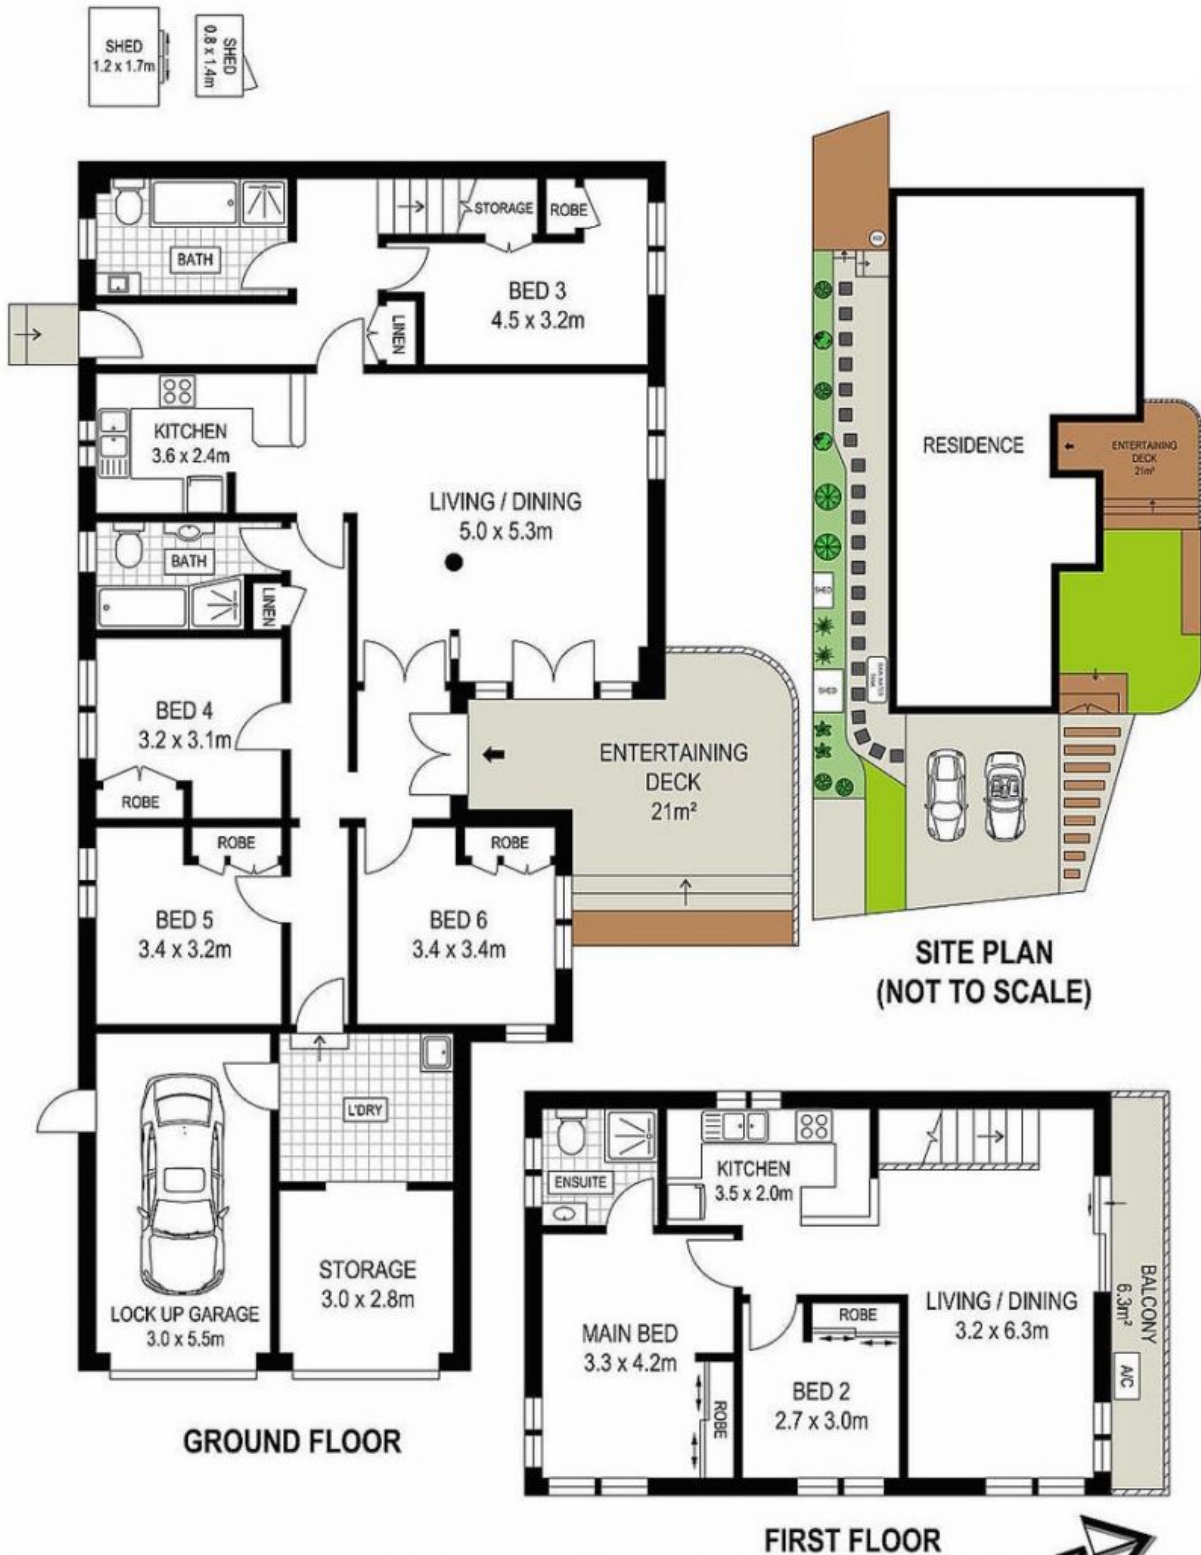 SHED
1.2 x 1.7m
SHED
0.8 x 1.4m
BATH
STORAGE
ROBE
BED 3
4.5 x 3.2m
LINEN
KITCHEN
3.6 x 2.4m
LIVING / DINING
5.0 x 5.3m
BATH
LINEN
BED 4
3.2 x 3.1m
ROBE
ENTERTAINING
DECK
21m²
ROBE
BED 5
3.4 x 3.2m
ROBE
BED 6
3.4 x 3.4m
L'DRY
LOCK UP GARAGE
3.0 x 5.5m
STORAGE
3.0 x 2.8m
GROUND FLOOR
RESIDENCE
ENTERTAINING
DECK
21m²
SHED
RAIN WATER
TANK
SHED
SITE PLAN
(NOT TO SCALE)
ENSUITE
KITCHEN
3.5 x 2.0m
MAIN BED
3.3 x 4.2m
ROBE
ROBE
BED 2
2.7 x 3.0m
LIVING / DINING
3.2 x 6.3m
BALCONY
6.3m²
A/C
FIRST FLOOR